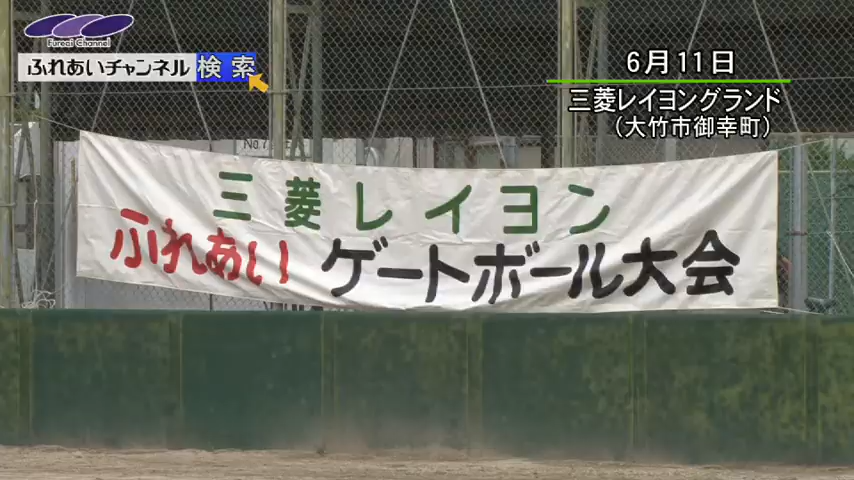 Fureai Channel
ふれあいチャンネル 検索
6月11日
三菱レイヨングランド
(大竹市御幸町)
No.7
三菱レイヨン
ふれあい ゲートボール大会